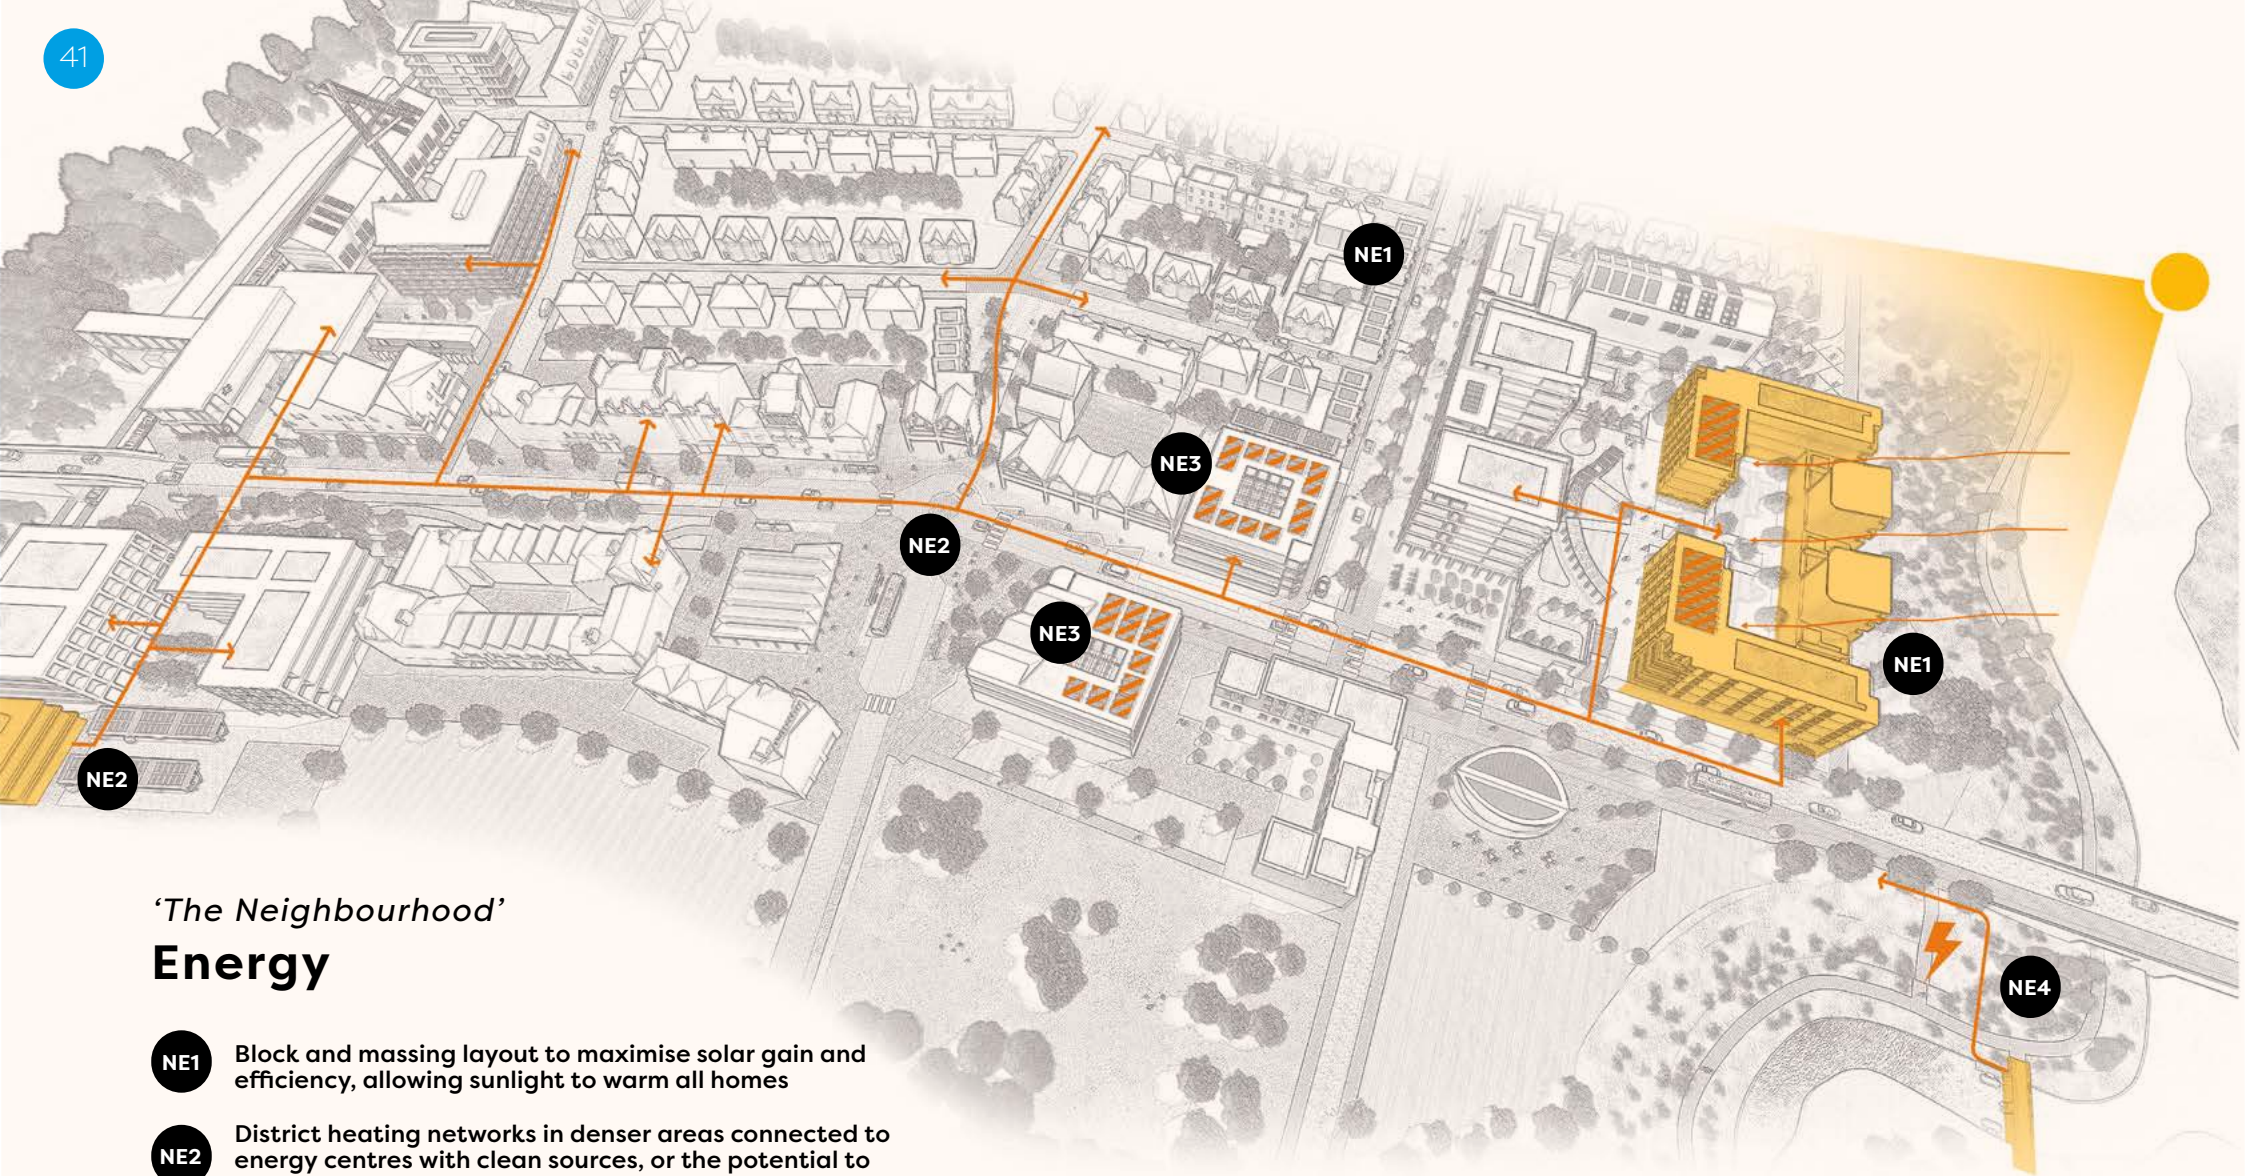 41
NE1
NE3
NE2
NE3
NE1
NE2
NE4
‘The Neighbourhood’
Energy
NE1
Block and massing layout to maximise solar gain and
efficiency, allowing sunlight to warm all homes
NE2
District heating networks in denser areas connected to
energy centres with clean sources, or the potential to